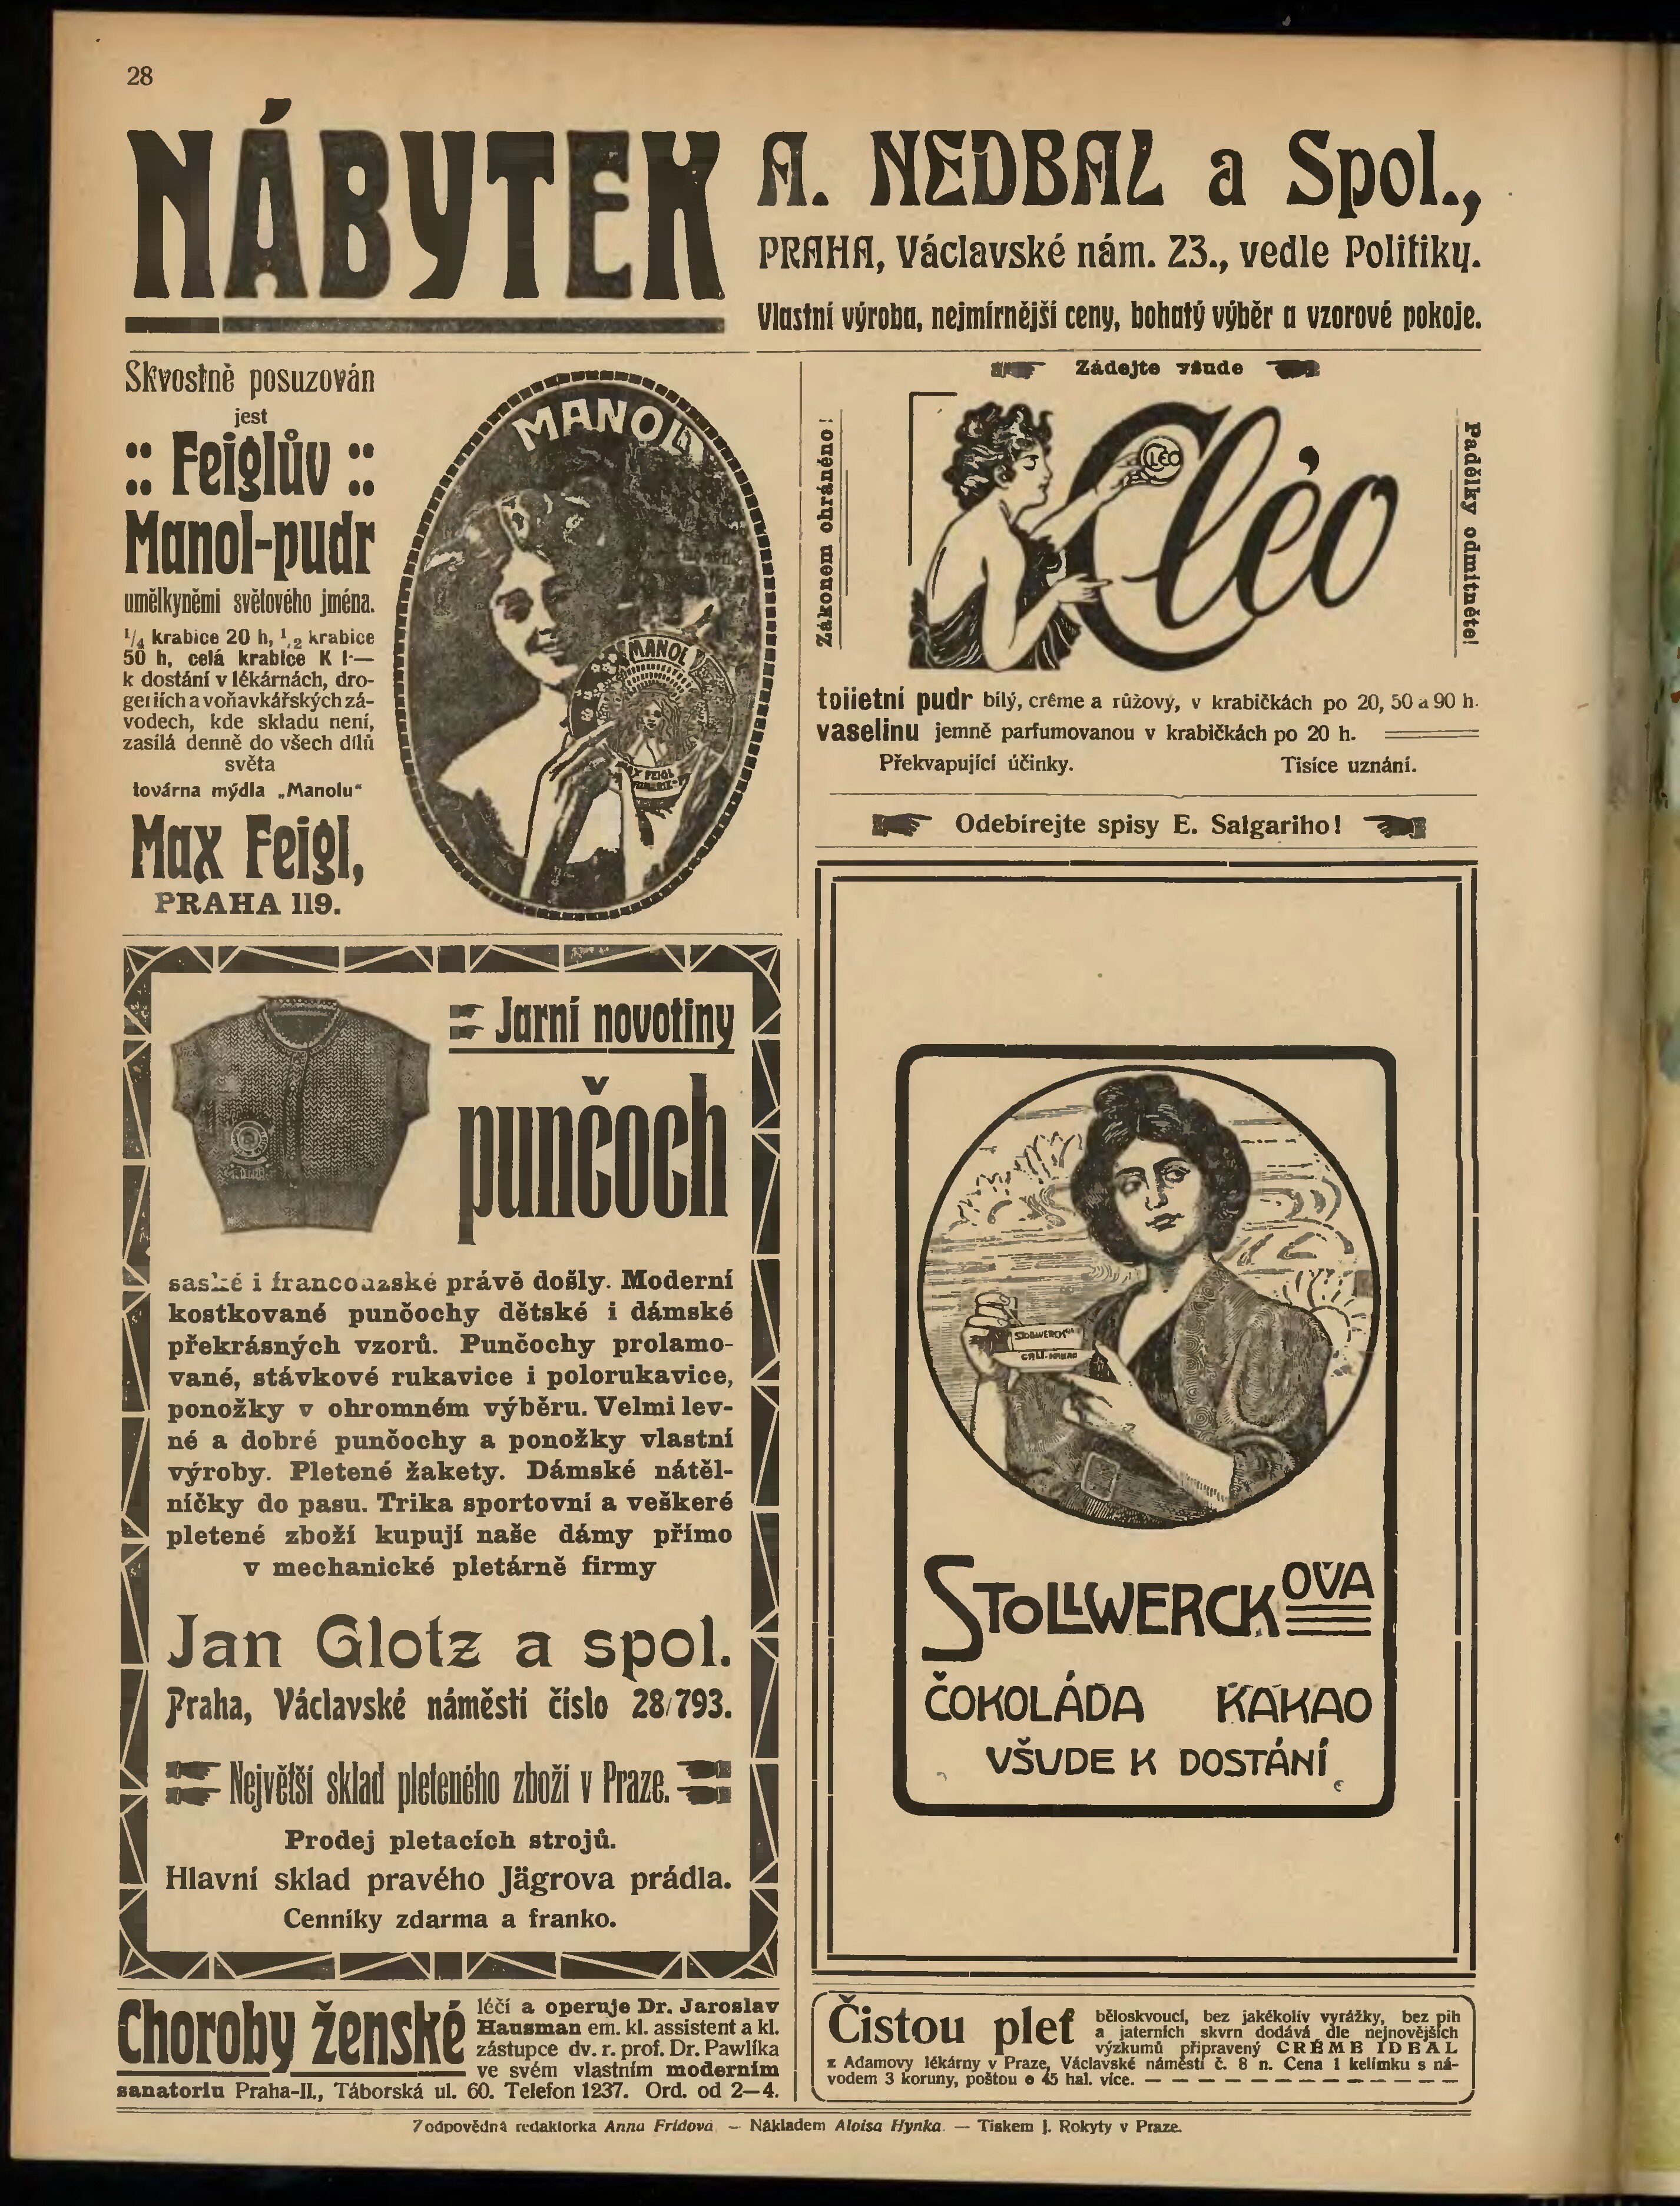 28
NÁBYTEK
A. NEDBAL a Spol.,
PRAHA, Václavské nám. 23., vedle Politiky.
Vlastní výroba, nejmírnější ceny, bohatý výběr a vzorové pokoje.
Skvostně posuzován
jest
:: Feiglův ::
Manol-pudr
umělkyněmi světového jména.
1/4 krabice 20 h, 1/2 krabice
50 h, celá krabice K 1·—
k dostání v lékárnách, dro-
geriích a voňavkářských zá-
vodech, kde skladu není,
zasílá denně do všech dílů
světa
továrna mýdla „Manolu“
Max Feigl,
PRAHA 119.
MANOL
MANOL
MAX FEIGL
Žádejte všude
Zákonem ohráněno!
Cléo
CLÉO
Padělky odmítněte!
toiletní pudr bílý, crême a růžový, v krabičkách po 20, 50 a 90 h.
vaselinu jemně parfumovanou v krabičkách po 20 h.
Překvapující účinky. Tisíce uznání.
Odebírejte spisy E. Salgariho!
Jarní novotiny
punčoch
saské i francouzské právě došly. Moderní
kostkované punčochy dětské i dámské
překrásných vzorů. Punčochy prolamo-
vané, stávkové rukavice i polorukavice,
ponožky v ohromném výběru. Velmi lev-
né a dobré punčochy a ponožky vlastní
výroby. Pletené žakety. Dámské nátěl-
níčky do pasu. Trika sportovní a veškeré
pletené zboží kupují naše dámy přímo
v mechanické pletárně firmy
Jan Glotz a spol.
Praha, Václavské náměstí číslo 28/793.
Největší sklad pleteného zboží v Praze.
Prodej pletacích strojů.
Hlavní sklad pravého Jägrova prádla.
Cenníky zdarma a franko.
STOLLWERCK
CALI-KAKAO
STOLLWERCKOVA
ČOKOLÁDA KAKAO
VŠUDE K DOSTÁNÍ
Choroby ženské
léčí a operuje Dr. Jaroslav
Hausman em. kl. assistent a kl.
zástupce dv. r. prof. Dr. Pawlíka
ve svém vlastním moderním
sanatoriu Praha-II., Táborská ul. 60. Telefon 1237. Ord. od 2—4.
Čistou pleť
běloskvoucí, bez jakékoliv vyrážky, bez pih
a jaterních skvrn dodává dle nejnovějších
výzkumů připravený CRÊME IDEAL
z Adamovy lékárny v Praze, Václavské náměstí č. 8 n. Cena 1 kelímku s ná-
vodem 3 koruny, poštou o 45 hal. více.
Zodpovědná redaktorka Anna Frídová. — Nákladem Aloisa Hynka. — Tiskem J. Rokyty v Praze.